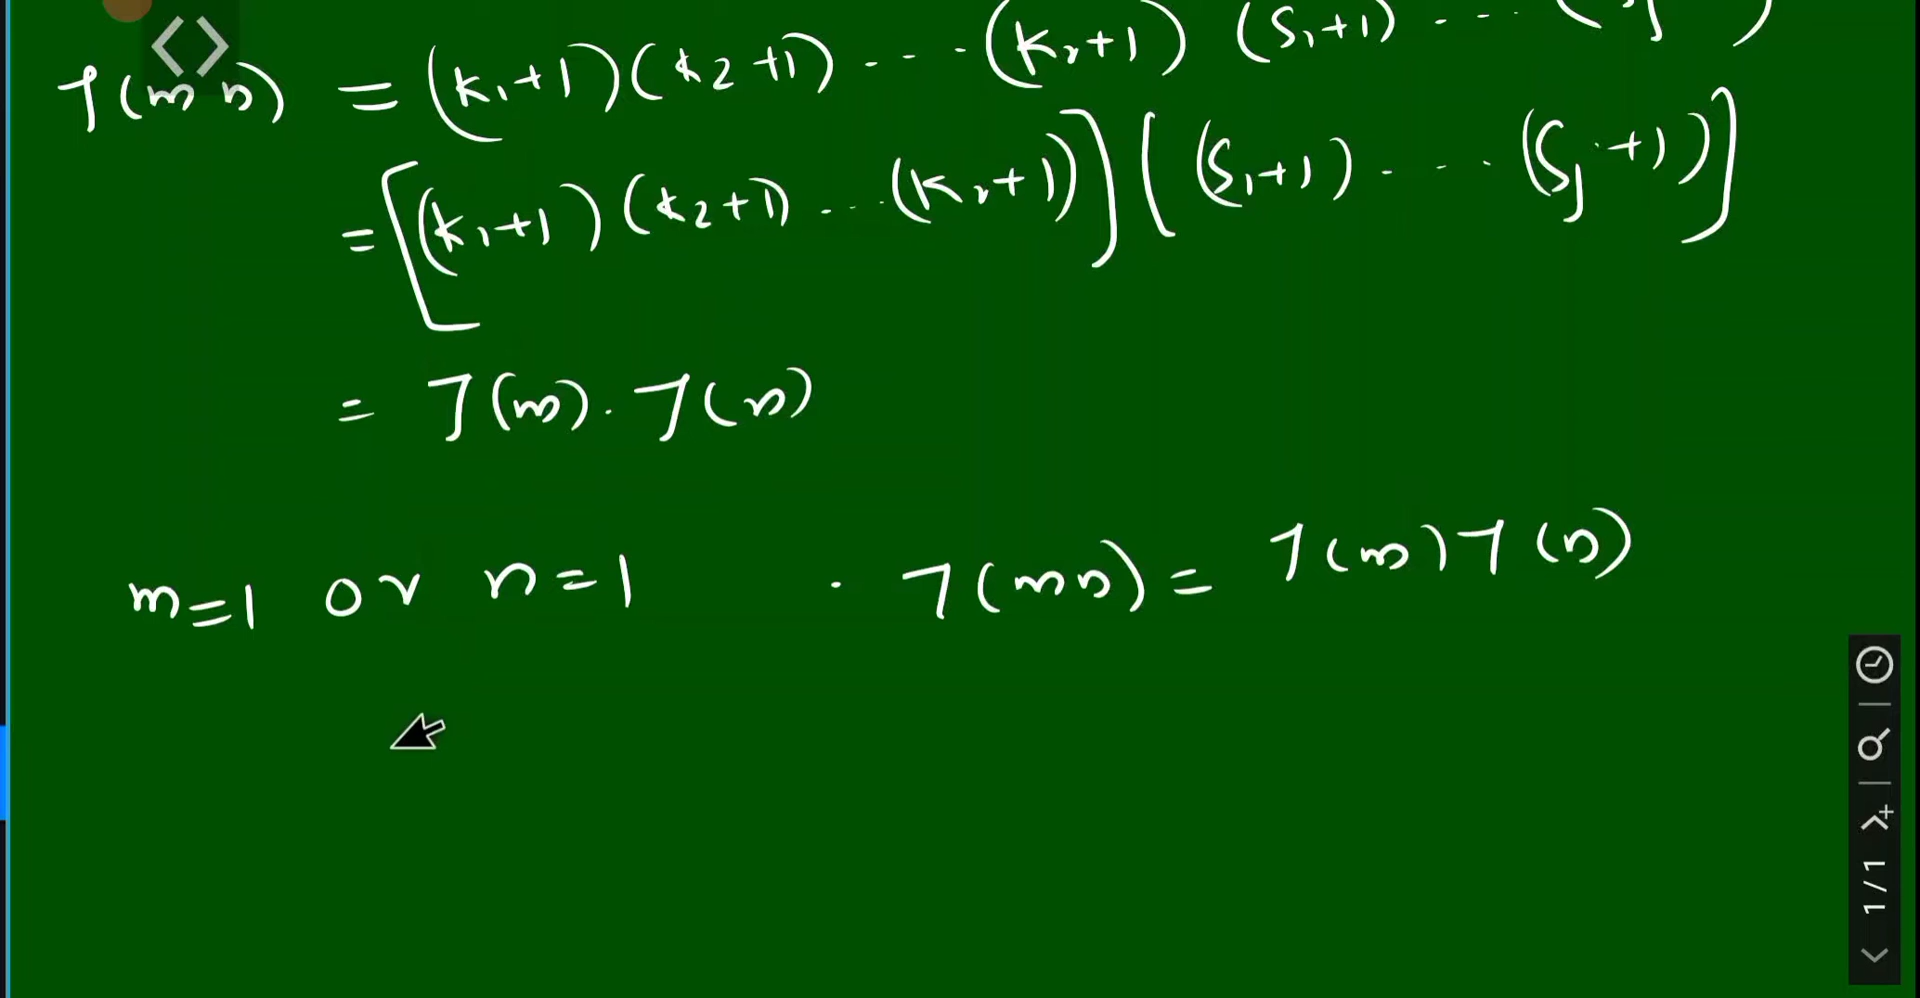 τ(mn) = (k₁+1)(k₂+1)...(kᵣ+1) (s₁+1)...
= [(k₁+1)(k₂+1)...(kᵣ+1)] [(s₁+1)...(sⱼ+1)]
= τ(m).τ(n)
m=1 or n=1 . τ(mn) = τ(m)τ(n)
1/1